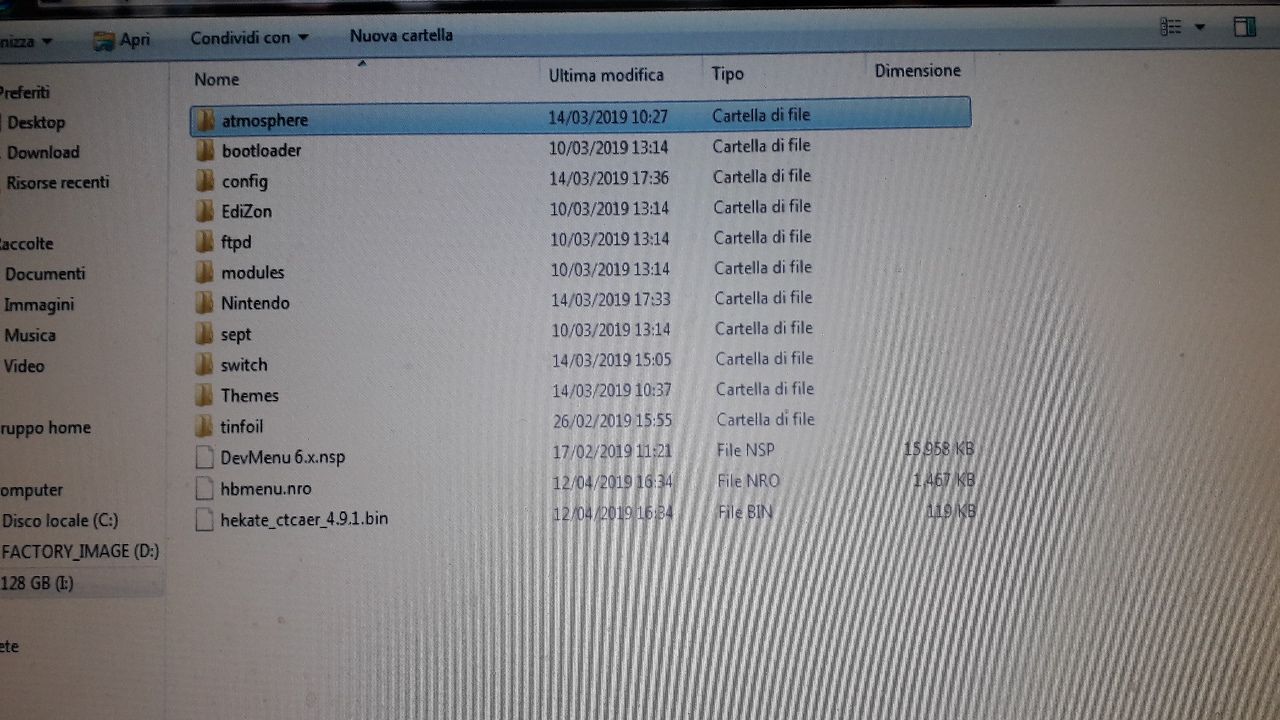 nizza Apri Condividi con Nuova cartella
Nome Ultima modifica Tipo Dimensione
Preferiti
Desktop
Download
Risorse recenti
Raccolte
Documenti
Immagini
Musica
Video
ruppo home
omputer
Disco locale (C:)
FACTORY_IMAGE (D:)
128 GB (I:)
ete
atmosphere 14/03/2019 10:27 Cartella di file
bootloader 10/03/2019 13:14 Cartella di file
config 14/03/2019 17:36 Cartella di file
EdiZon 10/03/2019 13:14 Cartella di file
ftpd 10/03/2019 13:14 Cartella di file
modules 10/03/2019 13:14 Cartella di file
Nintendo 14/03/2019 17:33 Cartella di file
sept 10/03/2019 13:14 Cartella di file
switch 14/03/2019 15:05 Cartella di file
Themes 14/03/2019 10:37 Cartella di file
tinfoil 26/02/2019 15:55 Cartella di file
DevMenu 6.x.nsp 17/02/2019 11:21 File NSP 15.958 KB
hbmenu.nro 12/04/2019 16:34 File NRO 1.467 KB
hekate_ctcaer_4.9.1.bin 12/04/2019 16:34 File BIN 119 KB